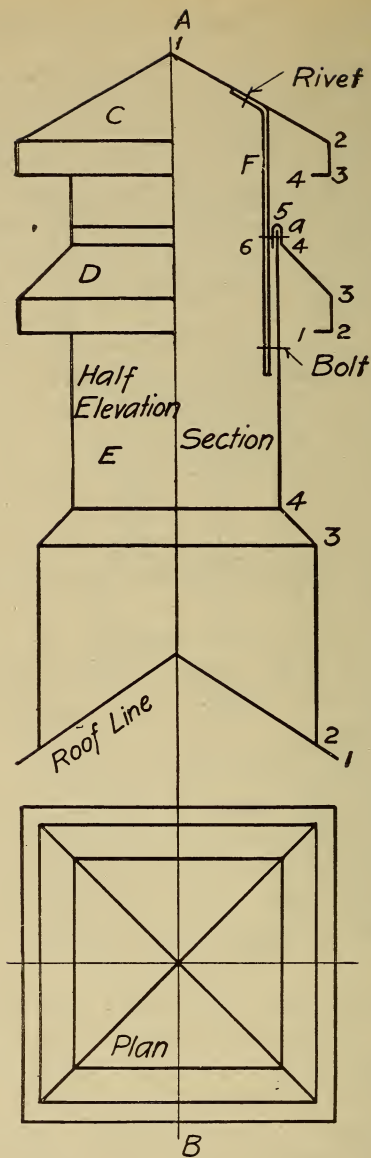 A
1
Rivet
C
2
F
4 3
5
a
6 4
D
3
1 2
Half
Elevation
Bolt
Section
E
4
3
Roof Line
2
1
Plan
B